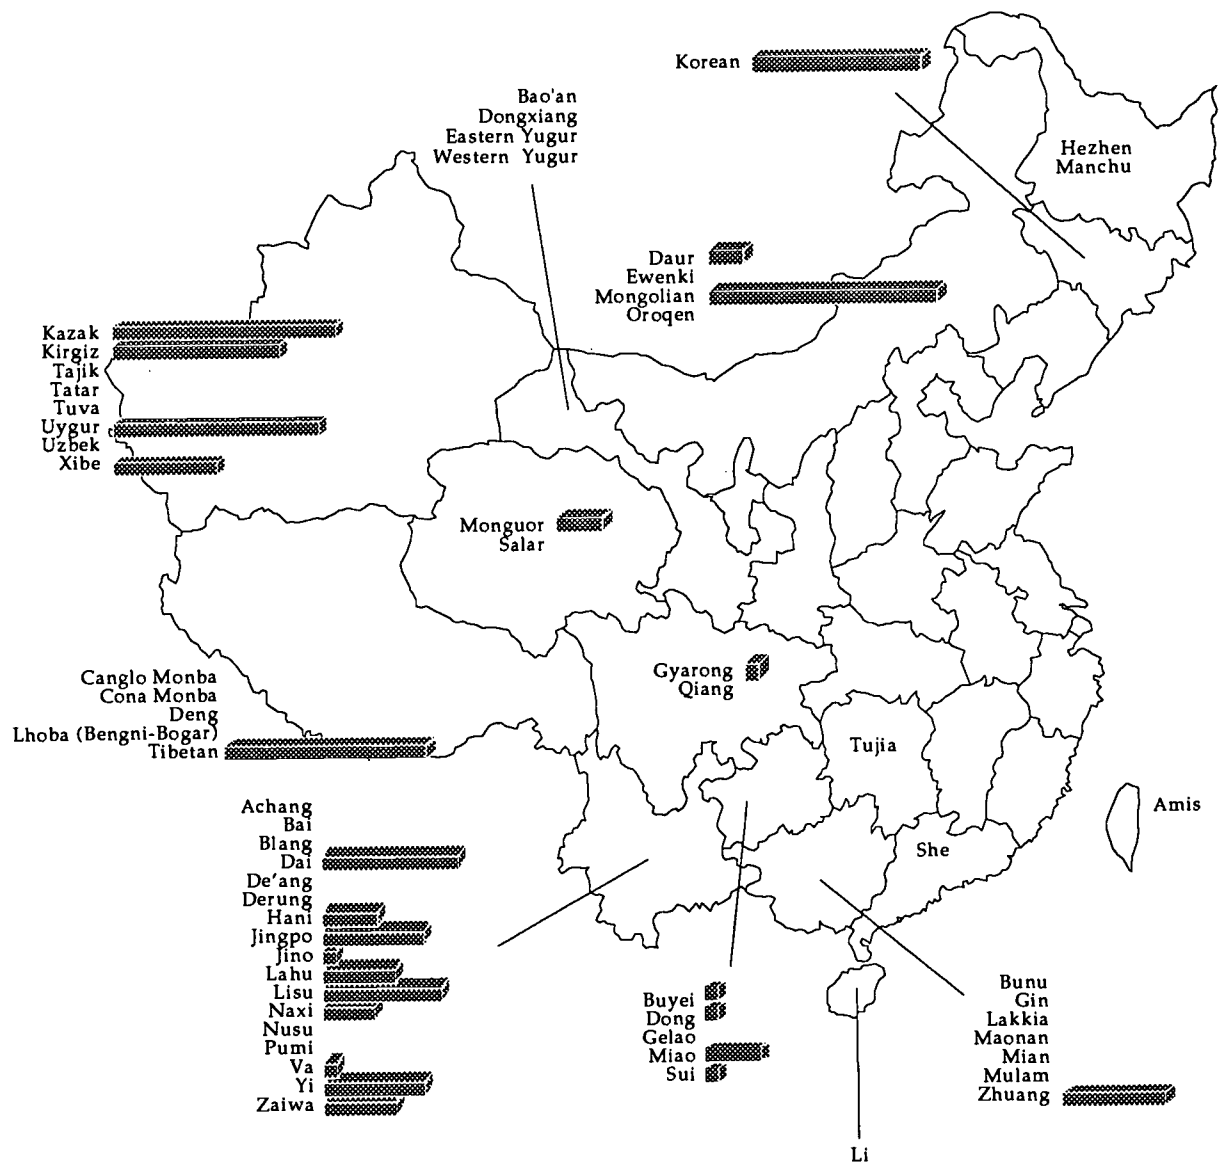 Korean
Bao'an
Dongxiang
Eastern Yugur
Western Yugur
Hezhen
Manchu
Daur
Ewenki
Mongolian
Oroqen
Kazak
Kirgiz
Tajik
Tatar
Tuva
Uygur
Uzbek
Xibe
Monguor
Salar
Canglo Monba
Cona Monba
Deng
Lhoba (Bengni-Bogar)
Tibetan
Gyarong
Qiang
Tujia
Amis
She
Achang
Bai
Blang
Dai
De'ang
Derung
Hani
Jingpo
Jino
Lahu
Lisu
Naxi
Nusu
Pumi
Va
Yi
Zaiwa
Buyei
Dong
Gelao
Miao
Sui
Bunu
Gin
Lakkia
Maonan
Mian
Mulam
Zhuang
Li